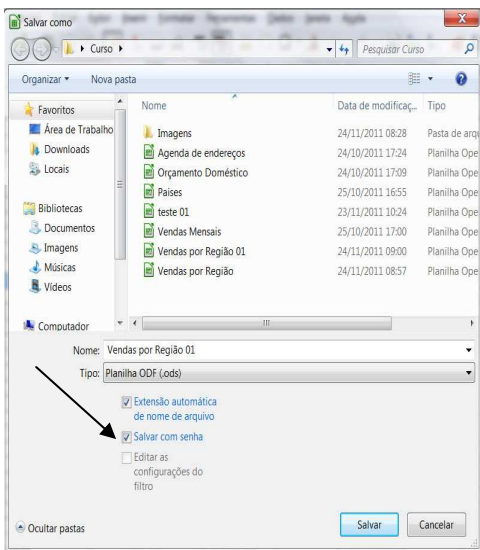 Salvar como
Curso
Pesquisar Curso
Organizar
Nova pasta
Favoritos
Área de Trabalho
Downloads
Locais
Bibliotecas
Documentos
Imagens
Músicas
Vídeos
Computador
Nome Data de modificaç... Tipo
Imagens 24/11/2011 08:28 Pasta de arqu
Agenda de endereços 24/10/2011 17:24 Planilha Ope
Orçamento Doméstico 24/10/2011 17:09 Planilha Ope
Paises 25/10/2011 16:55 Planilha Ope
teste 01 23/11/2011 10:24 Planilha Ope
Vendas Mensais 25/10/2011 17:00 Planilha Ope
Vendas por Região 01 24/11/2011 09:00 Planilha Ope
Vendas por Região 24/11/2011 08:57 Planilha Ope
Nome: Vendas por Região 01
Tipo: Planilha ODF (.ods)
Extensão automática
de nome de arquivo
Salvar com senha
Editar as
configurações do
filtro
Ocultar pastas
Salvar
Cancelar